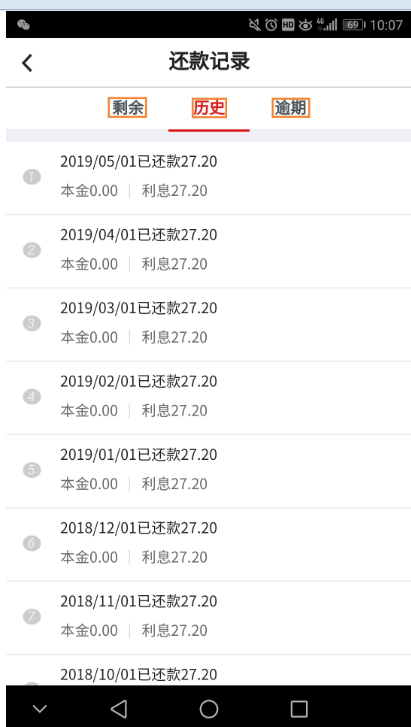 HD 4G 69 10:07
还款记录
剩余 历史 逾期
1 2019/05/01已还款27.20
本金0.00 利息27.20
2 2019/04/01已还款27.20
本金0.00 利息27.20
3 2019/03/01已还款27.20
本金0.00 利息27.20
4 2019/02/01已还款27.20
本金0.00 利息27.20
5 2019/01/01已还款27.20
本金0.00 利息27.20
6 2018/12/01已还款27.20
本金0.00 利息27.20
7 2018/11/01已还款27.20
本金0.00 利息27.20
2018/10/01已还款27.20